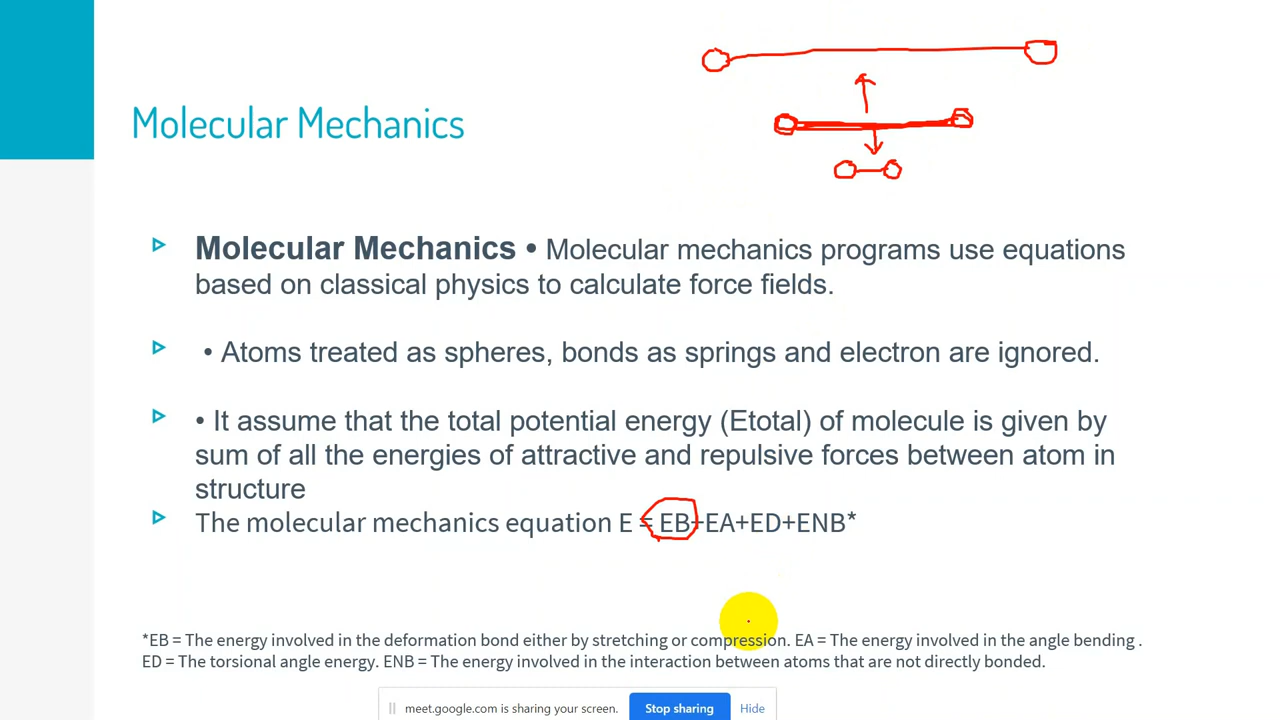 Molecular Mechanics
Molecular Mechanics • Molecular mechanics programs use equations
based on classical physics to calculate force fields.
• Atoms treated as spheres, bonds as springs and electron are ignored.
• It assume that the total potential energy (Etotal) of molecule is given by
sum of all the energies of attractive and repulsive forces between atom in
structure
The molecular mechanics equation E = EB+EA+ED+ENB*
*EB = The energy involved in the deformation bond either by stretching or compression. EA = The energy involved in the angle bending .
ED = The torsional angle energy. ENB = The energy involved in the interaction between atoms that are not directly bonded.
meet.google.com is sharing your screen. Stop sharing Hide